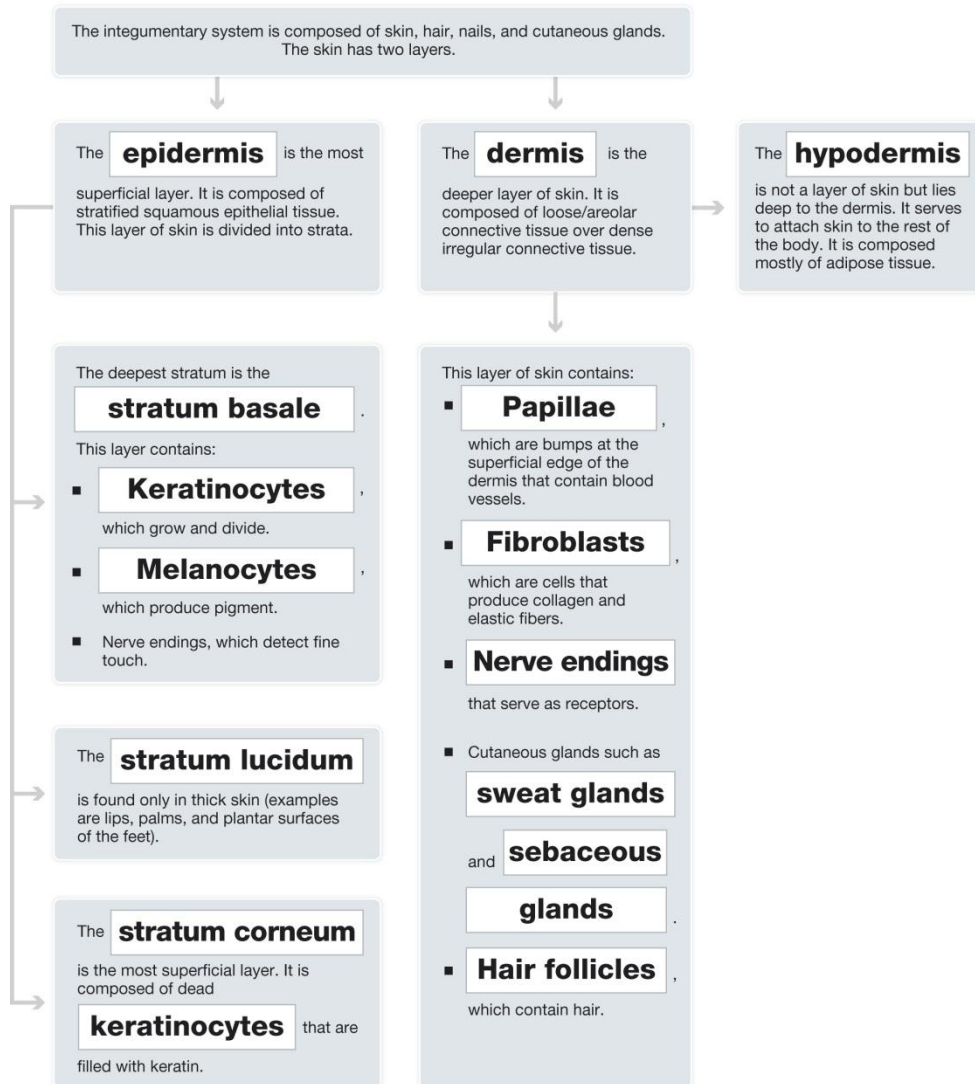 The integumentary system is composed of skin, hair, nails, and cutaneous glands.
The skin has two layers.
The epidermis is the most
superficial layer. It is composed of
stratified squamous epithelial tissue.
This layer of skin is divided into strata.
The dermis is the
deeper layer of skin. It is
composed of loose/areolar
connective tissue over dense
irregular connective tissue.
The hypodermis
is not a layer of skin but lies
deep to the dermis. It serves
to attach skin to the rest of
the body. It is composed
mostly of adipose tissue.
The deepest stratum is the
stratum basale .
This layer contains:
■ Keratinocytes ,
which grow and divide.
■ Melanocytes ,
which produce pigment.
■ Nerve endings, which detect fine
touch.
The stratum lucidum
is found only in thick skin (examples
are lips, palms, and plantar surfaces
of the feet).
The stratum corneum
is the most superficial layer. It is
composed of dead
keratinocytes that are
filled with keratin.
This layer of skin contains:
■ Papillae ,
which are bumps at the
superficial edge of the
dermis that contain blood
vessels.
■ Fibroblasts ,
which are cells that
produce collagen and
elastic fibers.
■ Nerve endings
that serve as receptors.
■ Cutaneous glands such as
sweat glands
and sebaceous
glands .
■ Hair follicles ,
which contain hair.